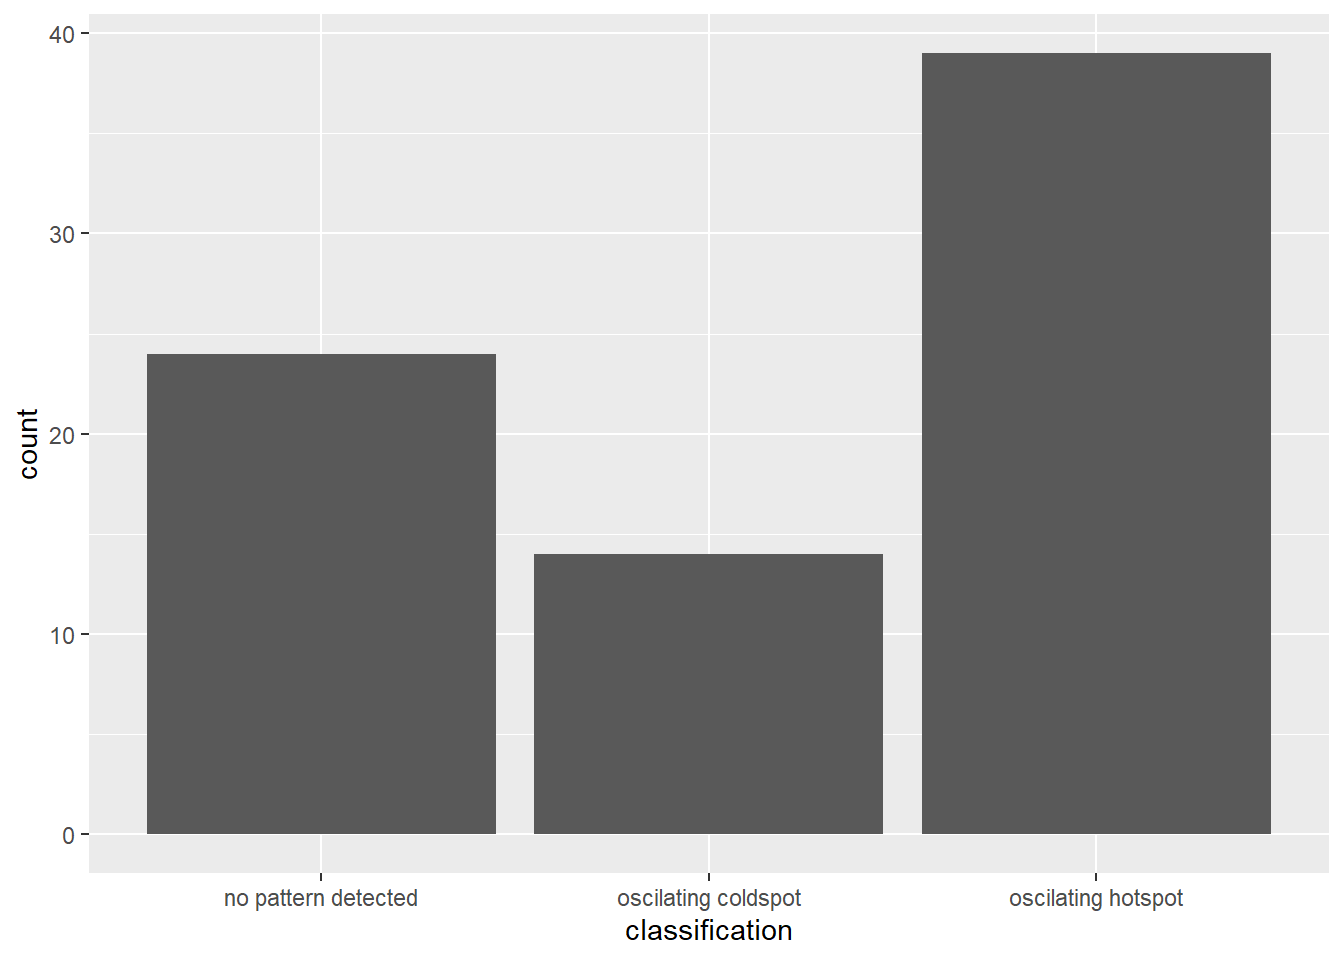 40
30
20
10
0
count
no pattern detected
oscilating coldspot
oscilating hotspot
classification